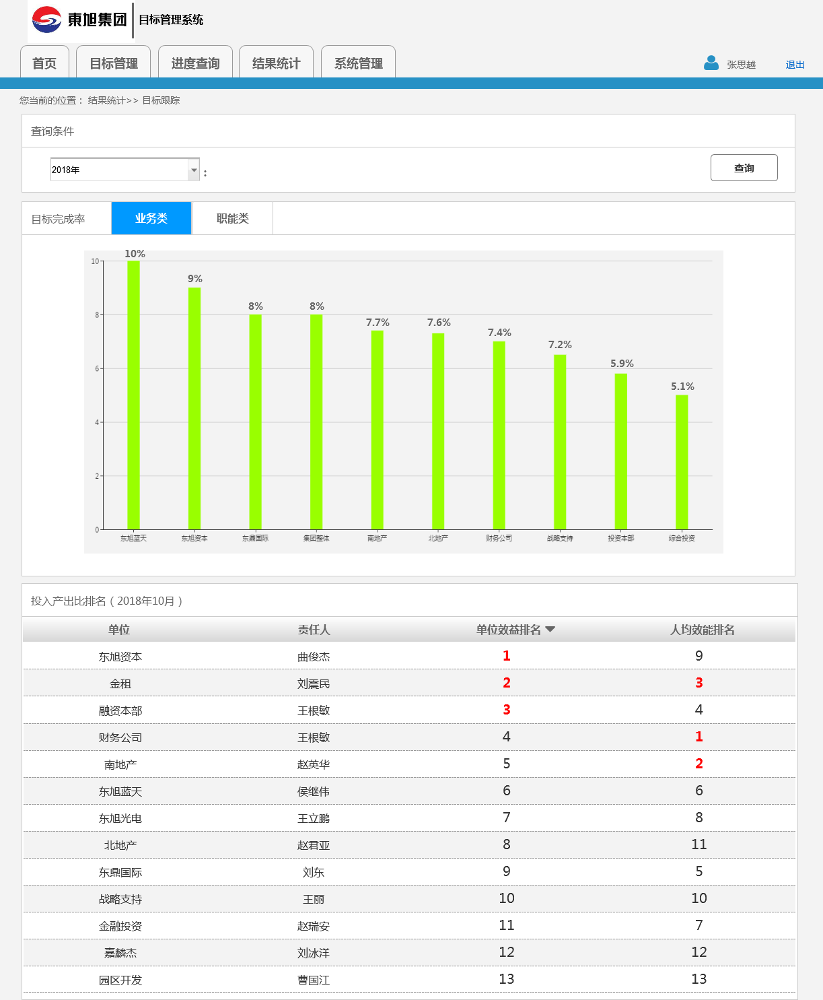 東旭集团 目标管理系统
首页 目标管理 进度查询 结果统计 系统管理 张思越 退出
您当前的位置： 结果统计>> 目标跟踪
查询条件
2018年 ： 查询
目标完成率 业务类 职能类
10% 9% 8% 8% 7.7% 7.6% 7.4% 7.2% 5.9% 5.1%
10
8
6
4
2
0
东旭蓝天 东旭资本 东鼎国际 集团整体 南地产 北地产 财务公司 战略支持 投资本部 综合投资
投入产出比排名（2018年10月）
单位 责任人 单位效益排名 人均效能排名
东旭资本 曲俊杰 1 9
金租 刘震民 2 3
融资本部 王根敏 3 4
财务公司 王根敏 4 1
南地产 赵英华 5 2
东旭蓝天 侯继伟 6 6
东旭光电 王立鹏 7 8
北地产 赵君亚 8 11
东鼎国际 刘东 9 5
战略支持 王丽 10 10
金融投资 赵瑞安 11 7
嘉麟杰 刘冰洋 12 12
园区开发 曹国江 13 13